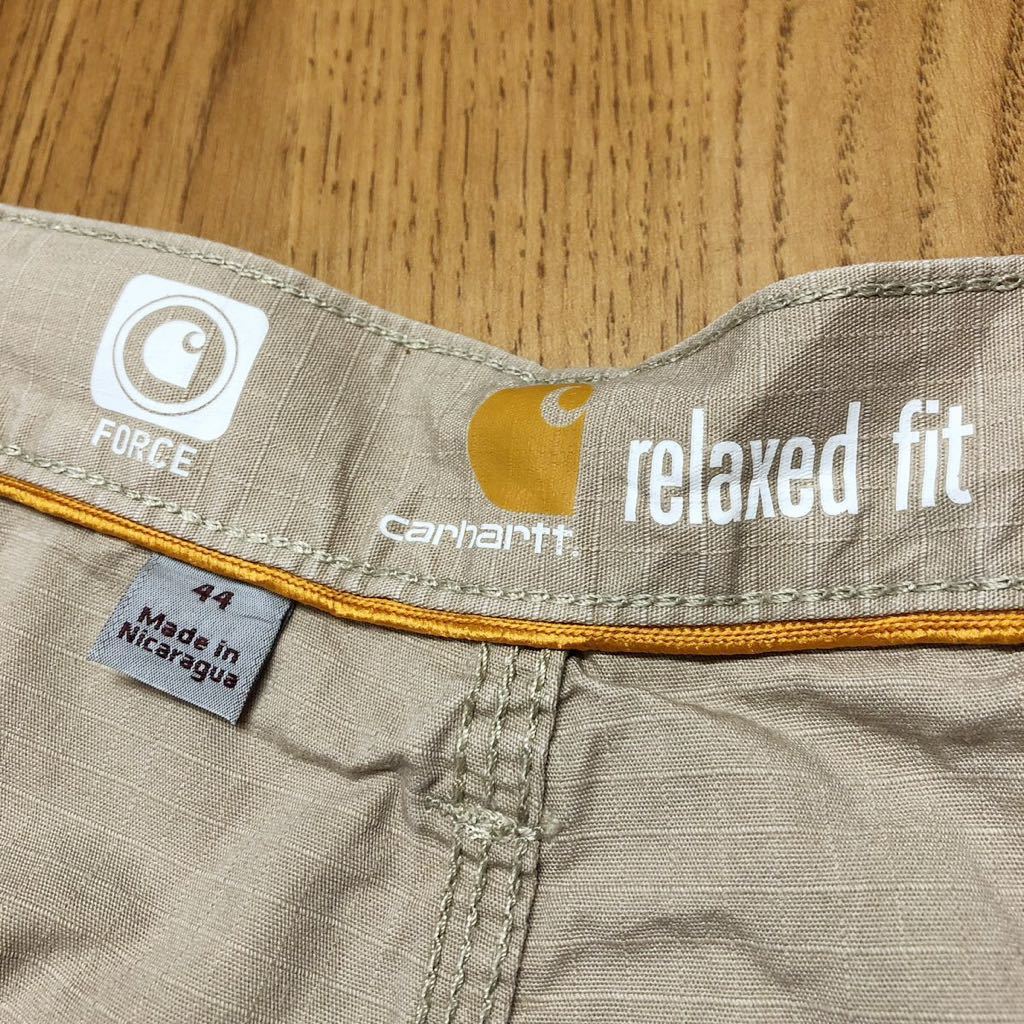 FORCE
carhartt.
relaxed fit
44
Made in
Nicaragua